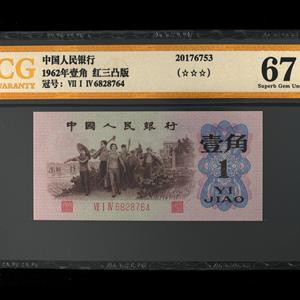 CG
GUARANTY
中国人民银行
1962年壹角 红三凸版
冠号：Ⅶ Ⅰ Ⅳ 6828764
20176753
(☆☆☆)
67
Superb Gem Unc
中国人民银行
壹角
1
YI
JIAO
Ⅶ Ⅰ Ⅳ 6828764